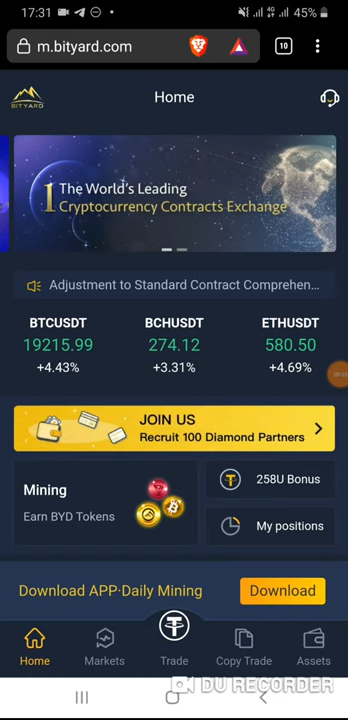 17:31
4G
45%
m.bityard.com
10
BITYARD
Home
The World's Leading
1 Cryptocurrency Contracts Exchange
Adjustment to Standard Contract Comprehen...
BTCUSDT
BCHUSDT
ETHUSDT
19215.99
274.12
580.50
+4.43%
+3.31%
+4.69%
JOIN US
Recruit 100 Diamond Partners
Mining
Earn BYD Tokens
258U Bonus
My positions
Download APP·Daily Mining
Download
Home
Markets
Trade
Copy Trade
Assets
DU RECORDER